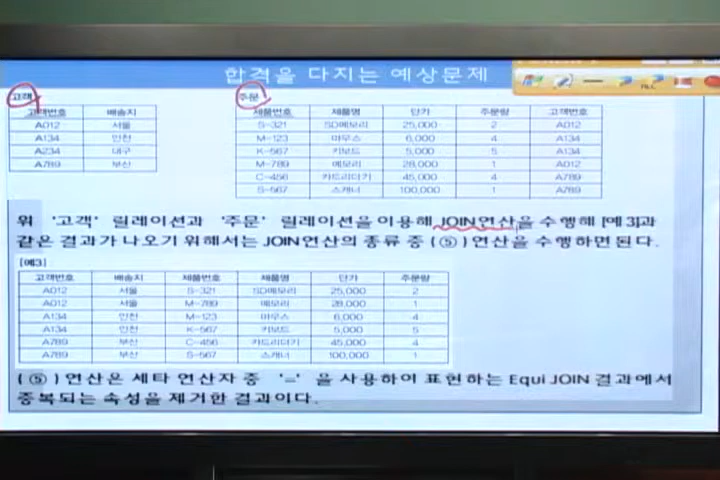 합격을 다지는 예상문제
고객
주문
고객번호 배송지
A012 서울
A134 인천
A234 대구
A789 부산
제품번호 제품명 단가 주문량 고객번호
S-321 SD메모리 25,000 2 A012
M-123 마우스 6,000 4 A134
K-567 키보드 5,000 5 A134
M-789 메모리 28,000 1 A012
C-456 카드리더기 45,000 4 A789
S-567 스캐너 100,000 1 A789
위 '고객' 릴레이션과 '주문' 릴레이션을 이용해 JOIN연산을 수행해 [예3]과
같은 결과가 나오기 위해서는 JOIN연산의 종류 중 (⑤)연산을 수행하면 된다.
[예3]
고객번호 배송지 제품번호 제품명 단가 주문량
A012 서울 S-321 SD메모리 25,000 2
A012 서울 M-789 메모리 28,000 1
A134 인천 M-123 마우스 6,000 4
A134 인천 K-567 키보드 5,000 5
A789 부산 C-456 카드리더기 45,000 4
A789 부산 S-567 스캐너 100,000 1
(⑤)연산은 세타 연산자 중 '=' 을 사용하여 표현하는 Equi JOIN 결과에서
중복되는 속성을 제거한 결과이다.